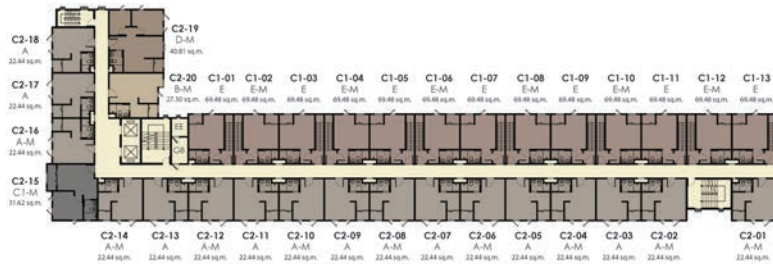 C2-19
D-M
40.81 sq.m.
C2-18
A
22.44 sq.m.
C2-17
A
22.44 sq.m.
C2-16
A-M
22.44 sq.m.
C2-15
C1-M
31.62 sq.m.
C2-20
B-M
27.50 sq.m.
C1-01
E
69.48 sq.m.
C1-02
E-M
69.48 sq.m.
C1-03
E
69.48 sq.m.
C1-04
E-M
69.48 sq.m.
C1-05
E
69.48 sq.m.
C1-06
E-M
69.48 sq.m.
C1-07
E
69.48 sq.m.
C1-08
E-M
69.48 sq.m.
C1-09
E
69.48 sq.m.
C1-10
E-M
69.48 sq.m.
C1-11
E
69.48 sq.m.
C1-12
E-M
69.48 sq.m.
C1-13
E
69.48 sq.m.
EE
GB
C2-14
A-M
22.44 sq.m.
C2-13
A
22.44 sq.m.
C2-12
A-M
22.44 sq.m.
C2-11
A
22.44 sq.m.
C2-10
A-M
22.44 sq.m.
C2-09
A
22.44 sq.m.
C2-08
A-M
22.44 sq.m.
C2-07
A
22.44 sq.m.
C2-06
A-M
22.44 sq.m.
C2-05
A
22.44 sq.m.
C2-04
A-M
22.44 sq.m.
C2-03
A
22.44 sq.m.
C2-02
A-M
22.44 sq.m.
C2-01
A-M
22.44 sq.m.